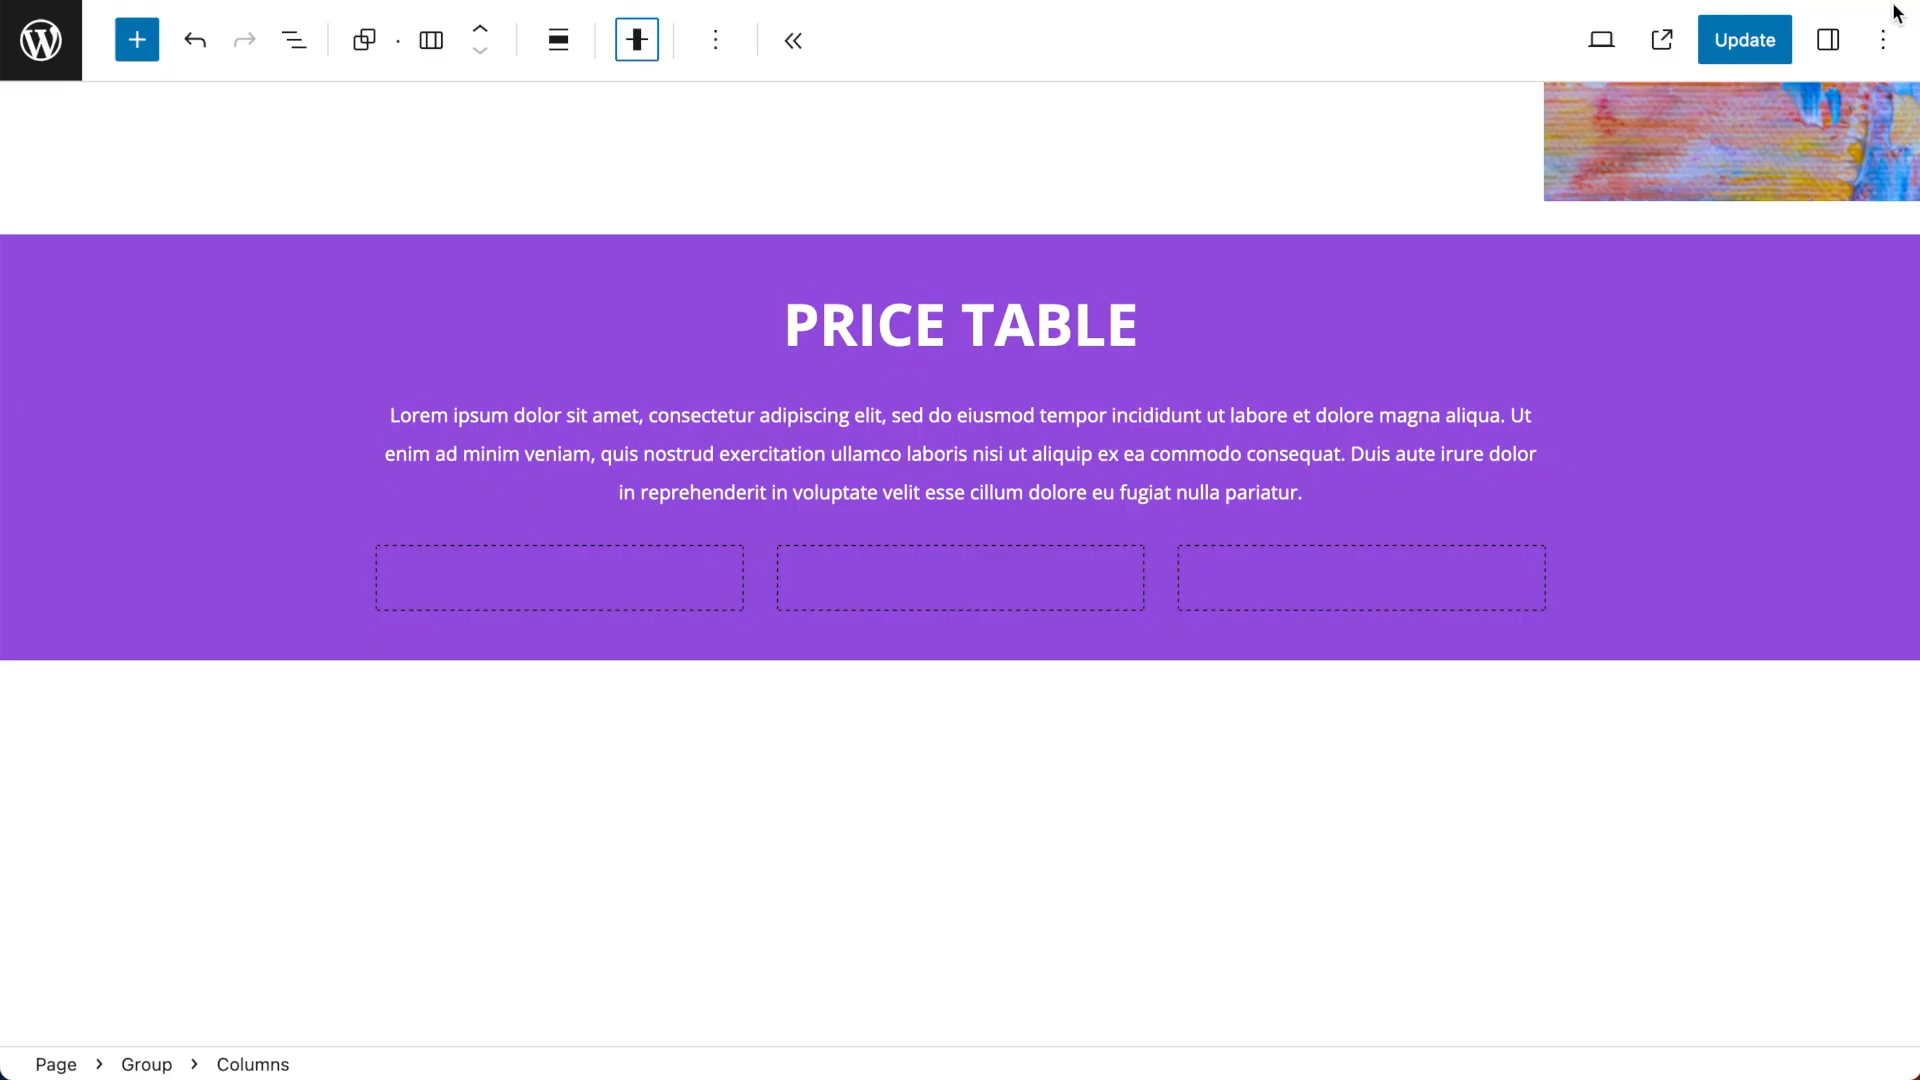 Update
PRICE TABLE
Lorem ipsum dolor sit amet, consectetur adipiscing elit, sed do eiusmod tempor incididunt ut labore et dolore magna aliqua. Ut
enim ad minim veniam, quis nostrud exercitation ullamco laboris nisi ut aliquip ex ea commodo consequat. Duis aute irure dolor
in reprehenderit in voluptate velit esse cillum dolore eu fugiat nulla pariatur.
Page > Group > Columns